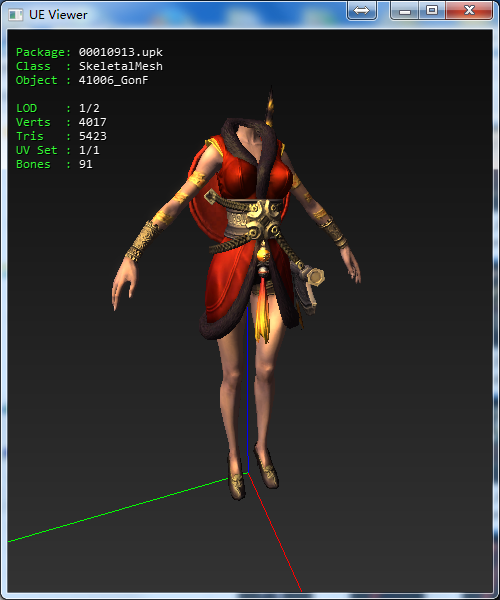 UE Viewer
Package: 00010913.upk
Class : SkeletalMesh
Object : 41006_GonF
LOD : 1/2
Verts : 4017
Tris : 5423
UV Set : 1/1
Bones : 91